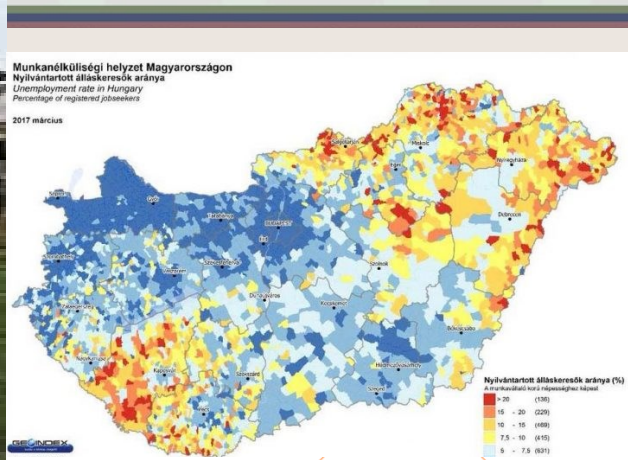 Munkanélküliségi helyzet Magyarországon
Nyilvántartott álláskeresők aránya
Unemployment rate in Hungary
Percentage of registered jobseekers
2017 március
Miskolc
Eger
Nyíregyháza
Debrecen
Győr
Tatabánya
BUDAPEST
Érd
Székesfehérvár
Veszprém
Szombathely
Zalaegerszeg
Dunaújváros
Szolnok
Kecskemét
Békéscsaba
Hódmezővásárhely
Szeged
Kaposvár
Szekszárd
Pécs
Nyilvántartott álláskeresők aránya (%)
A munkavállaló korú népességhez képest
> 20 (138)
15 - 20 (229)
10 - 15 (469)
7,5 - 10 (415)
5 - 7,5 (631)
GEOINDEX